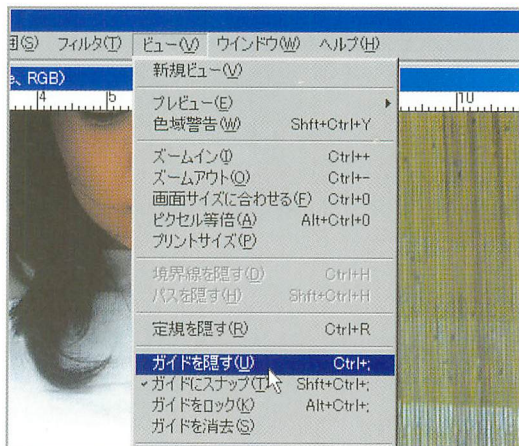 囲(S) フィルタ(T) ビュー(V) ウインドウ(W) ヘルプ(H)
e, RGB)
4 5 10
新規ビュー(V)
プレビュー(E)
色域警告(W) Shft+Ctrl+Y
ズームイン(I) Ctrl++
ズームアウト(O) Ctrl+-
画面サイズに合わせる(F) Ctrl+0
ピクセル等倍(A) Alt+Ctrl+0
プリントサイズ(P)
境界線を隠す(D) Ctrl+H
パスを隠す(H) Shft+Ctrl+H
定規を隠す(R) Ctrl+R
ガイドを隠す(U) Ctrl+;
ガイドにスナップ(T) Shft+Ctrl+;
ガイドをロック(K) Alt+Ctrl+;
ガイドを消去(S)